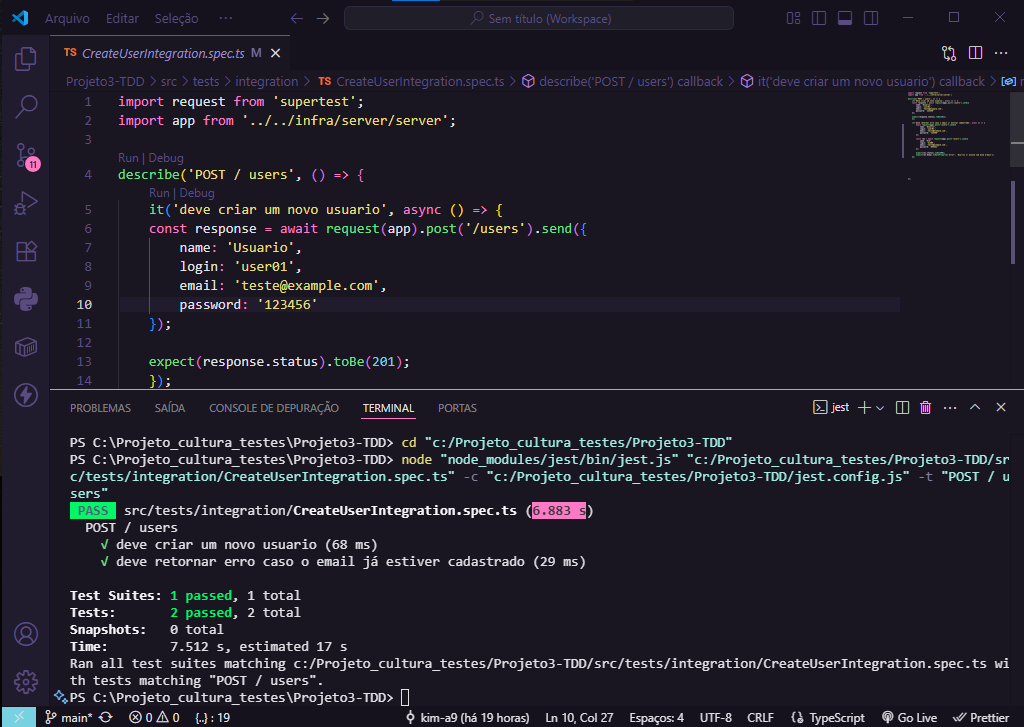 Arquivo Editar Seleção ··· Sem título (Workspace)
TS CreateUserIntegration.spec.ts M
Projeto3-TDD > src > tests > integration > TS CreateUserIntegration.spec.ts > describe('POST / users') callback > it('deve criar um novo usuario') callback >
1 import request from 'supertest';
2 import app from '../../infra/server/server';
3
Run | Debug
4 describe('POST / users', () => {
Run | Debug
5 it('deve criar um novo usuario', async () => {
6 const response = await request(app).post('/users').send({
7 name: 'Usuario',
8 login: 'user01',
9 email: 'teste@example.com',
10 password: '123456'
11 });
12
13 expect(response.status).toBe(201);
14 });
11
PROBLEMAS SAÍDA CONSOLE DE DEPURAÇÃO TERMINAL PORTAS jest
PS C:\Projeto_cultura_testes\Projeto3-TDD> cd "c:/Projeto_cultura_testes/Projeto3-TDD"
PS C:\Projeto_cultura_testes\Projeto3-TDD> node "node_modules/jest/bin/jest.js" "c:/Projeto_cultura_testes/Projeto3-TDD/sr
c/tests/integration/CreateUserIntegration.spec.ts" -c "c:/Projeto_cultura_testes/Projeto3-TDD/jest.config.js" -t "POST / u
sers"
PASS src/tests/integration/CreateUserIntegration.spec.ts (6.883 s)
POST / users
√ deve criar um novo usuario (68 ms)
√ deve retornar erro caso o email já estiver cadastrado (29 ms)
Test Suites: 1 passed, 1 total
Tests: 2 passed, 2 total
Snapshots: 0 total
Time: 7.512 s, estimated 17 s
Ran all test suites matching c:/Projeto_cultura_testes/Projeto3-TDD/src/tests/integration/CreateUserIntegration.spec.ts wi
th tests matching "POST / users".
PS C:\Projeto_cultura_testes\Projeto3-TDD>
main* 0 0 {..} : 19 kim-a9 (há 19 horas) Ln 10, Col 27 Espaços: 4 UTF-8 CRLF {} TypeScript Go Live Prettier